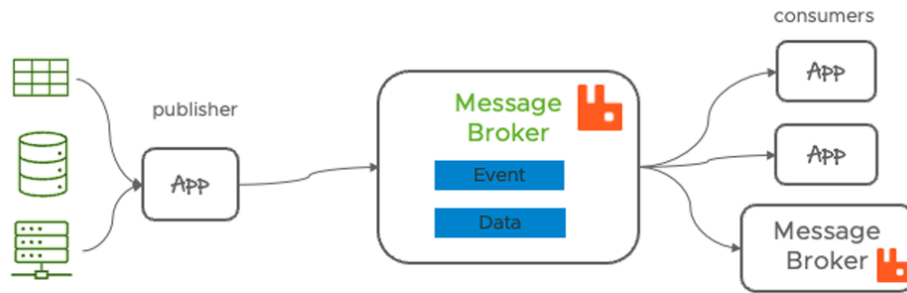 consumers
App
publisher
Message
Broker
App
Event
App
Data
Message
Broker